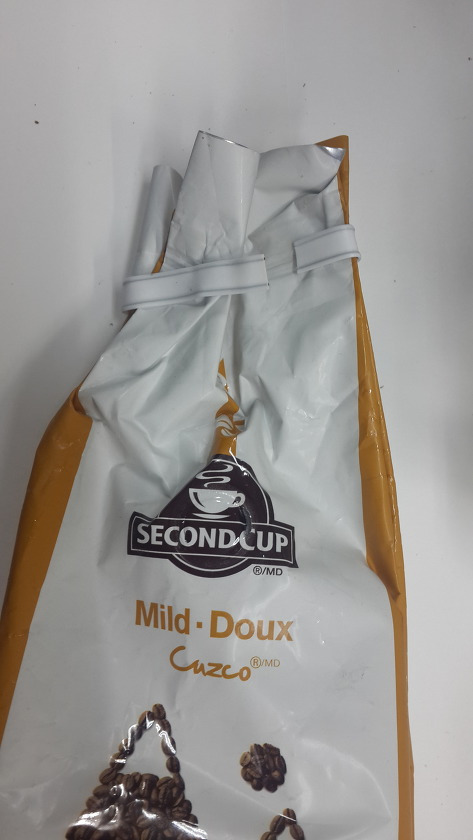 SECOND CUP
®/MD
Mild · Doux
Cuzco®/MD